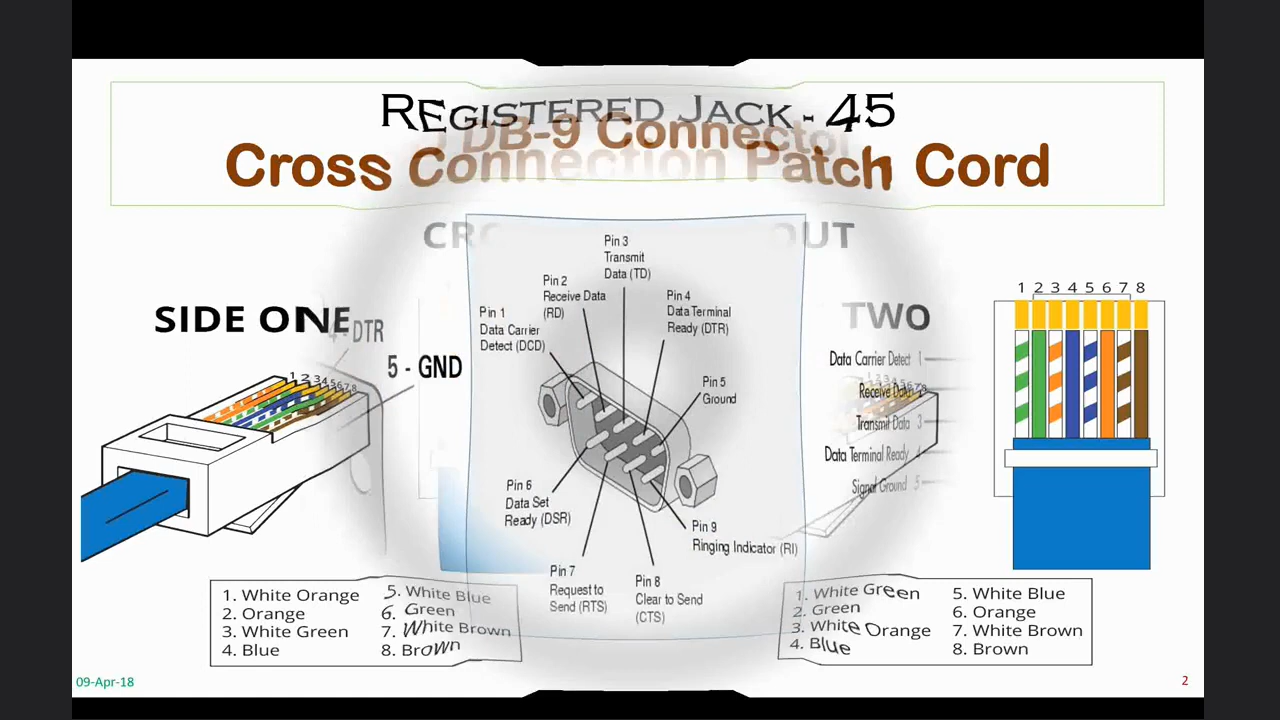 REGISTERED JACK - 45
DB-9 Connector
Cross Connection Patch Cord
OUT
SIDE ONE
DTR
5 - GND
1 2 3 4 5 6 7 8
Pin 3
Transmit
Data (TD)
Pin 2
Receive Data
(RD)
Pin 1
Data Carrier
Detect (DCD)
Pin 4
Data Terminal
Ready (DTR)
Pin 5
Ground
Pin 6
Data Set
Ready (DSR)
Pin 7
Request to
Send (RTS)
Pin 8
Clear to Send
(CTS)
Pin 9
Ringing Indicator (RI)
TWO
Data Carrier Detect 1
Receive Data
Transmit Data 3
Data Terminal Ready 4
Signal Ground 5
1 2 3 4 5 6 7 8
1. White Orange
2. Orange
3. White Green
4. Blue
5. White Blue
6. Green
7. White Brown
8. Brown
1. White Green
2. Green
3. White Orange
4. Blue
5. White Blue
6. Orange
7. White Brown
8. Brown
09-Apr-18
2